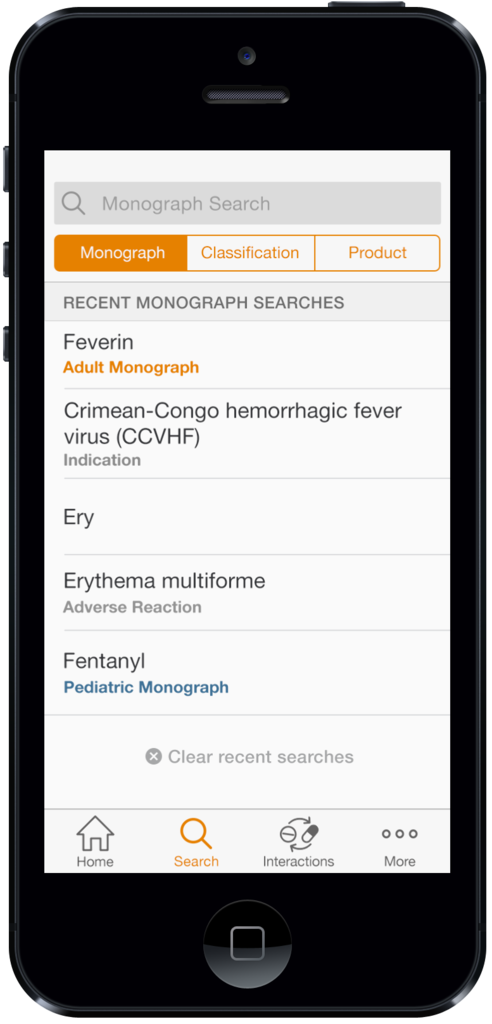 Monograph Search
Monograph
Classification
Product
RECENT MONOGRAPH SEARCHES
Feverin
Adult Monograph
Crimean-Congo hemorrhagic fever
virus (CCVHF)
Indication
Ery
Erythema multiforme
Adverse Reaction
Fentanyl
Pediatric Monograph
Clear recent searches
Home
Search
Interactions
More